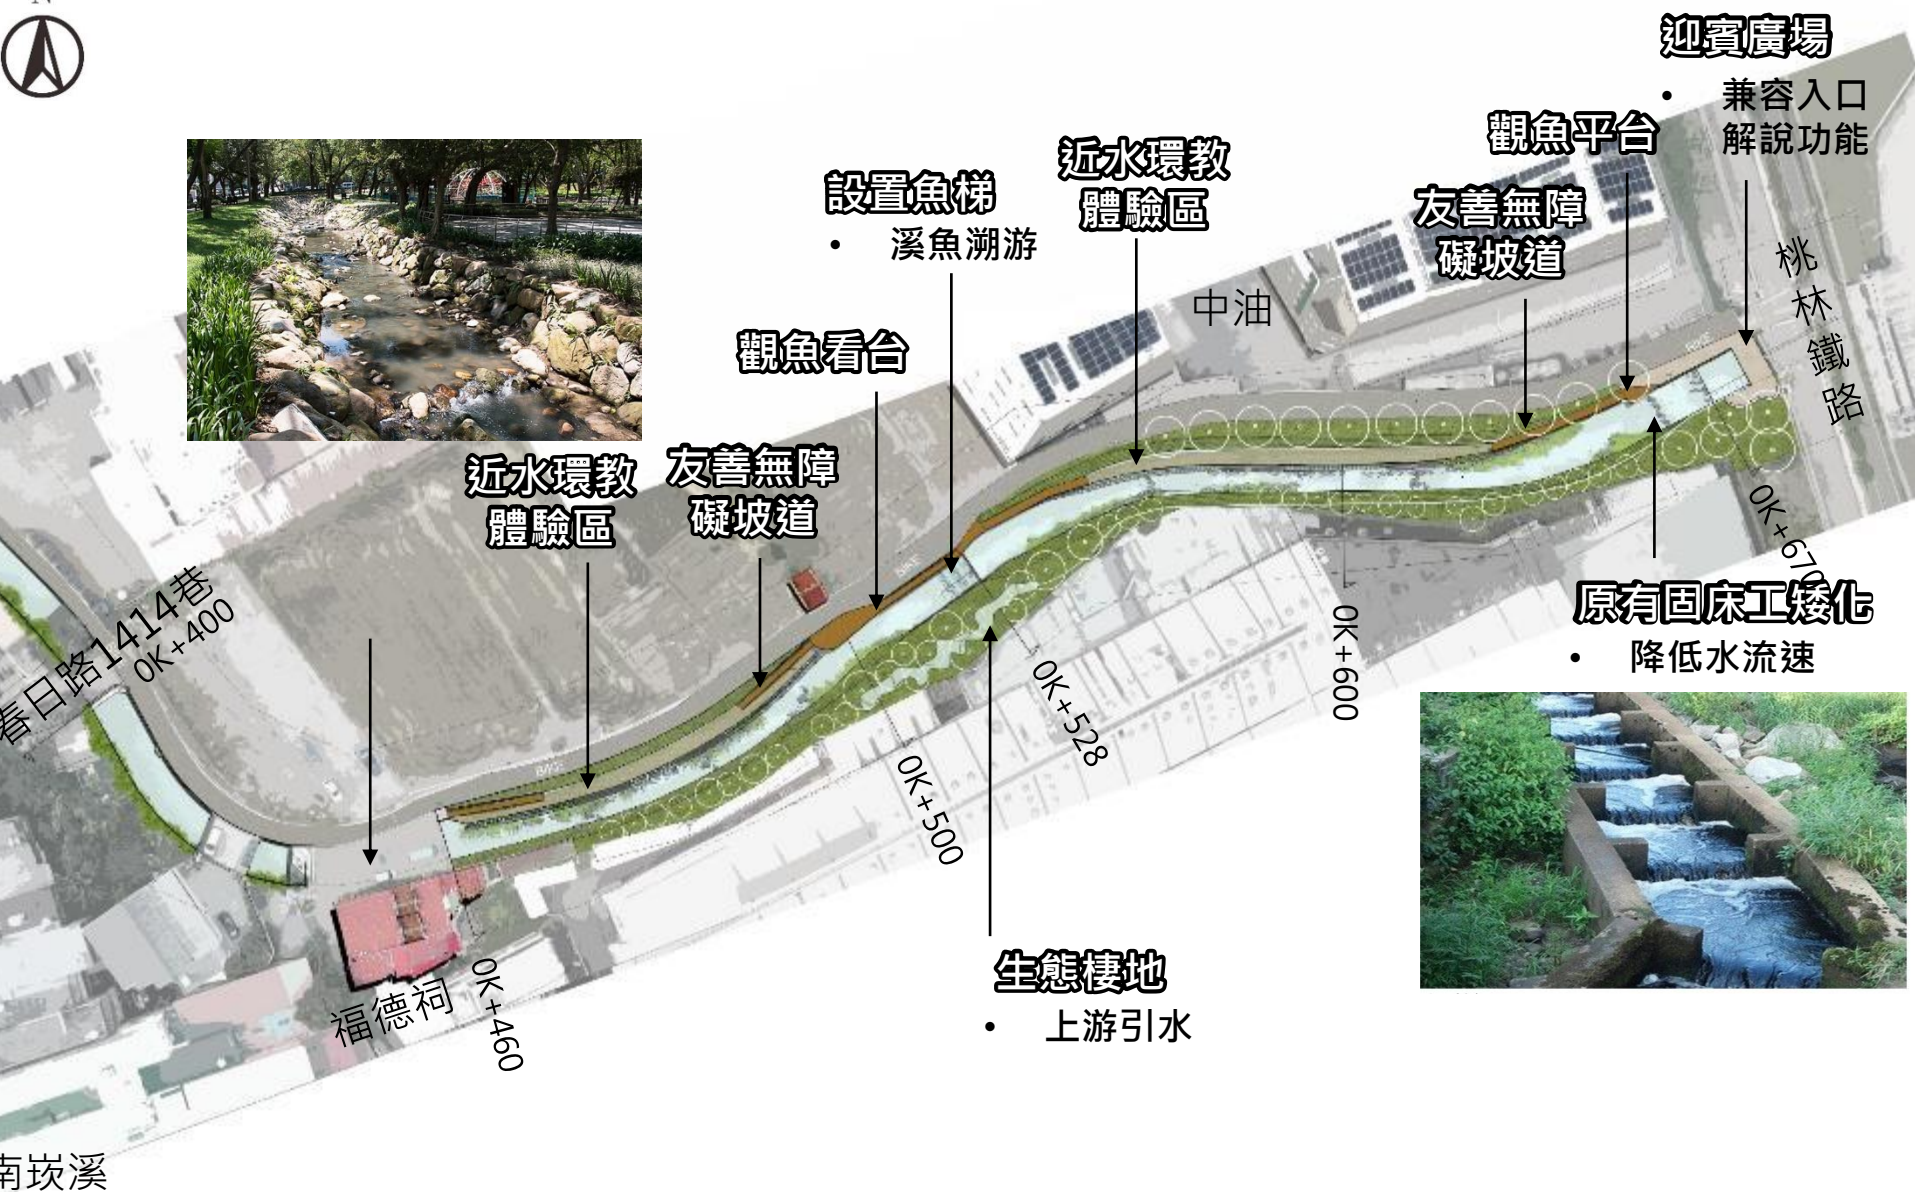 N
迎賓廣場
• 兼容入口
解說功能
觀魚平台
近水環教
體驗區
設置魚梯
• 溪魚溯游
友善無障
礙坡道
桃林鐵路
中油
觀魚看台
近水環教
體驗區
友善無障
礙坡道
0K+670
春日路1414巷
0K+400
原有固床工矮化
• 降低水流速
0K+600
0K+528
0K+500
生態棲地
• 上游引水
福德祠
0K+460
南崁溪